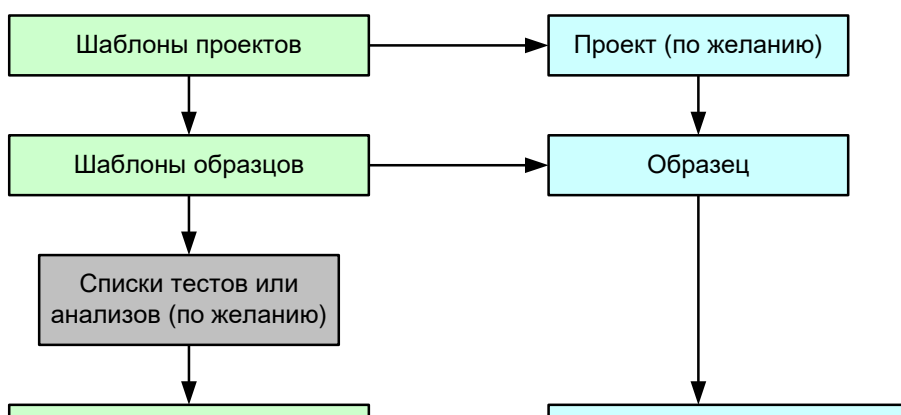 Шаблоны проектов
Проект (по желанию)
Шаблоны образцов
Образец
Списки тестов или
анализов (по желанию)